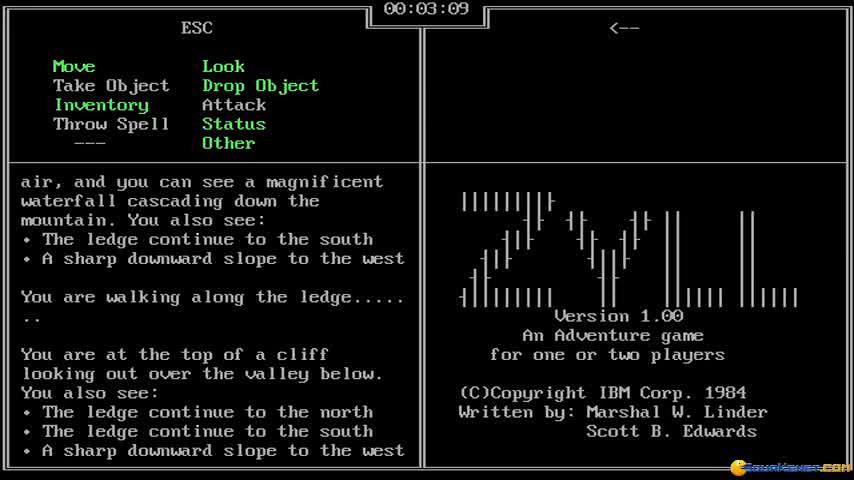 00:03:09
ESC
Move Look
Take Object Drop Object
Inventory Attack
Throw Spell Status
--- Other
air, and you can see a magnificent
waterfall cascading down the
mountain. You also see:
• The ledge continue to the south
• A sharp downward slope to the west
You are walking along the ledge.....
..
You are at the top of a cliff
looking out over the valley below.
You also see:
• The ledge continue to the north
• The ledge continue to the south
• A sharp downward slope to the west
<--
ZYLL
Version 1.00
An Adventure game
for one or two players
(C)Copyright IBM Corp. 1984
Written by: Marshal W. Linder
Scott B. Edwards